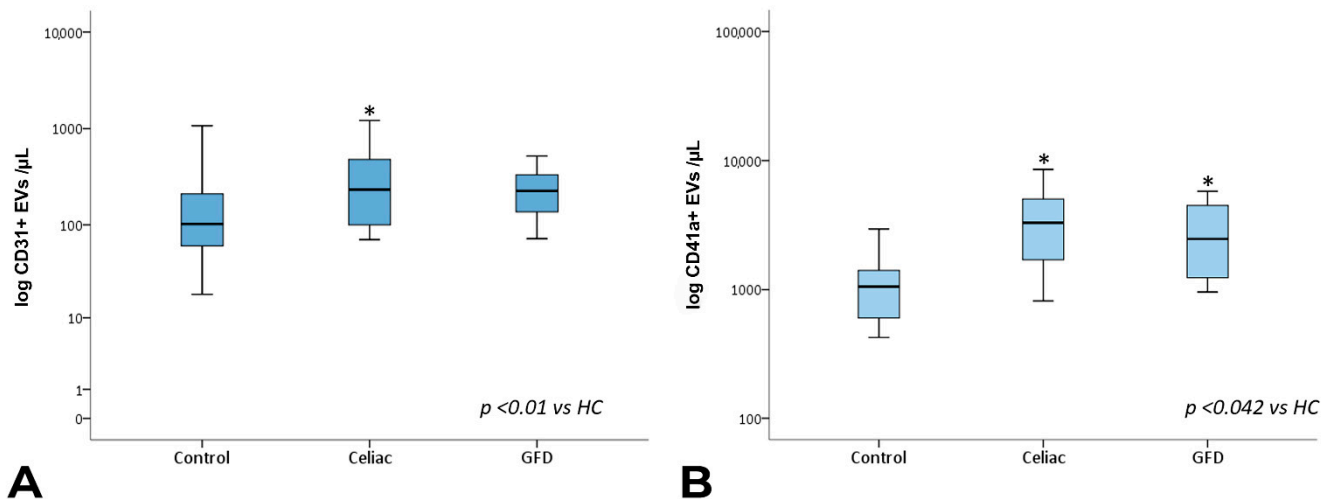 10,000
1000
100
10
1
0
log CD31+ EVs /µL
*
p <0.01 vs HC
Control Celiac GFD
A
100,000
10,000
1000
100
log CD41a+ EVs /µL
*
*
p <0.042 vs HC
Control Celiac GFD
B